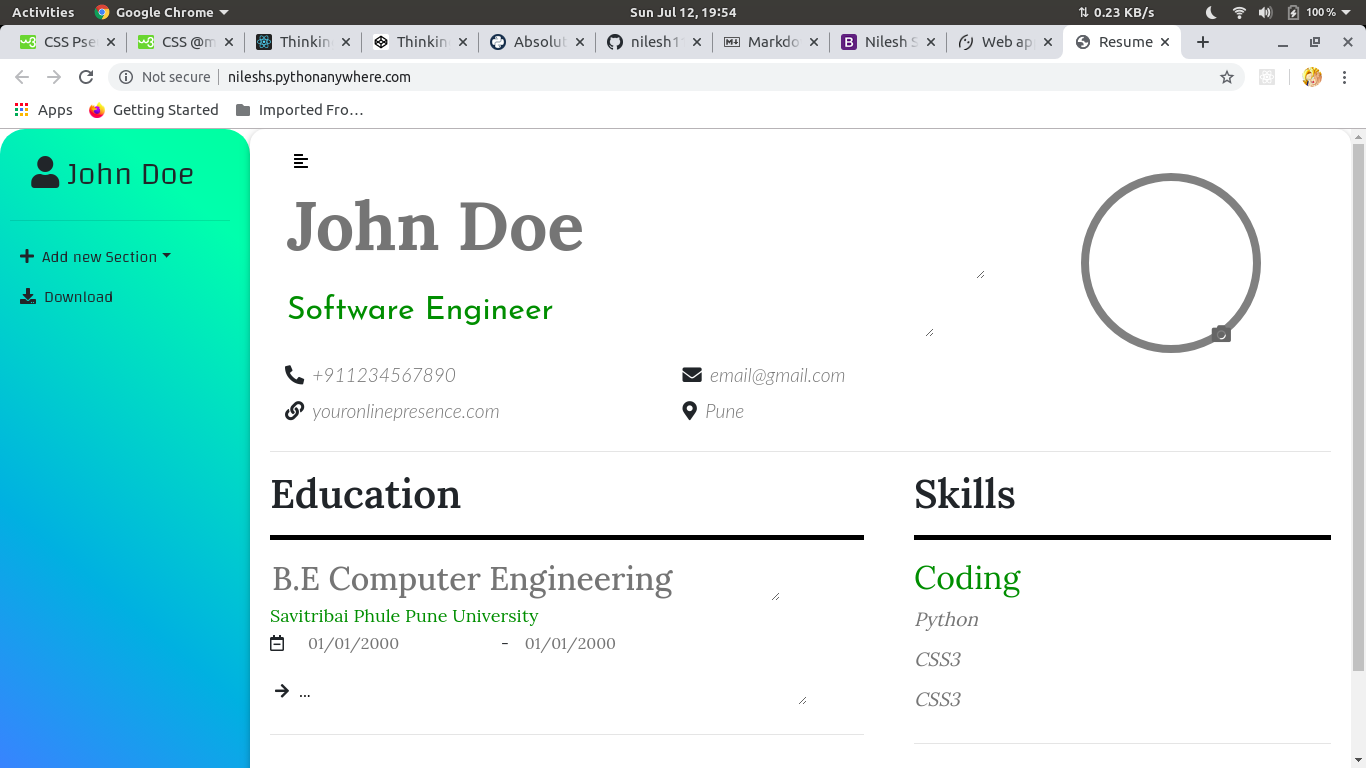 Activities Google Chrome Sun Jul 12, 19:54 0.23 KB/s 100 %
CSS Pse CSS @m Thinkin Thinkin Absolut nilesh1 Markdo Nilesh S Web ap Resume
Not secure nileshs.pythonanywhere.com
Apps Getting Started Imported Fro…
John Doe
Add new Section
Download
John Doe
Software Engineer
+911234567890 email@gmail.com
youronlinepresence.com Pune
Education
B.E Computer Engineering
Savitribai Phule Pune University
01/01/2000 - 01/01/2000
...
Skills
Coding
Python
CSS3
CSS3